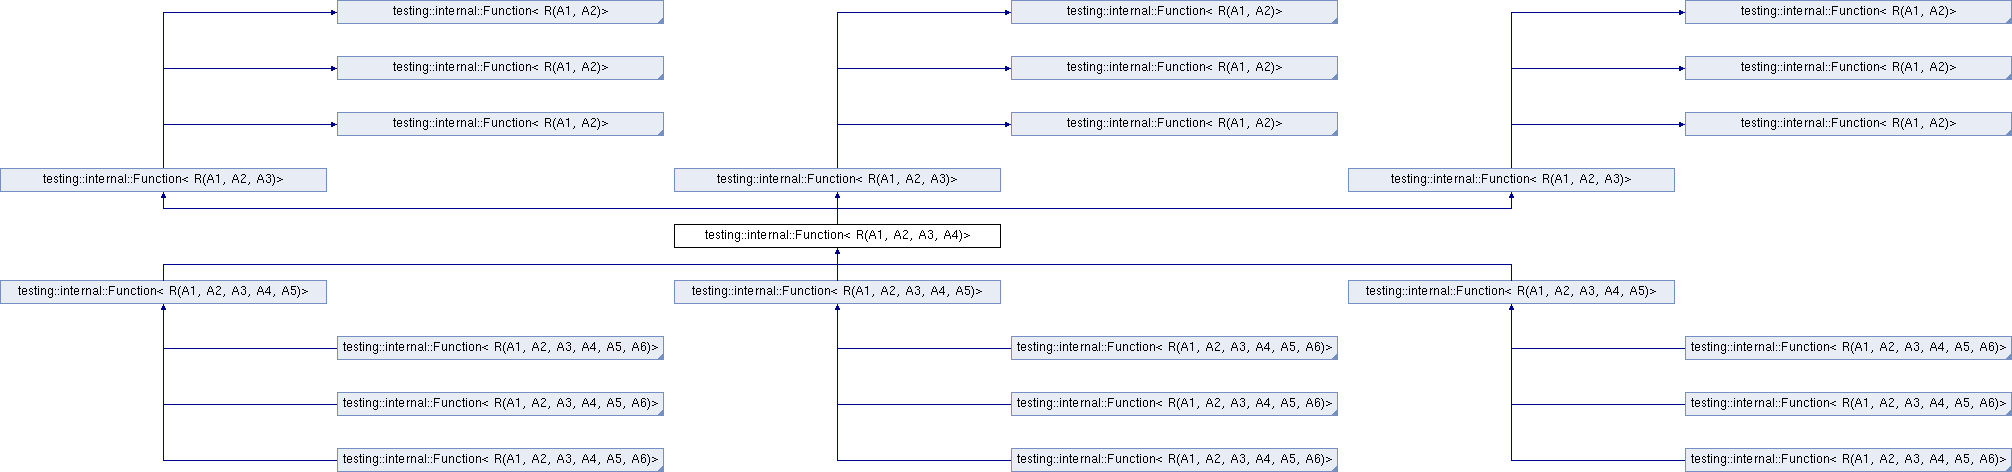 testing::internal::Function< R(A1, A2)>
testing::internal::Function< R(A1, A2)>
testing::internal::Function< R(A1, A2)>
testing::internal::Function< R(A1, A2)>
testing::internal::Function< R(A1, A2)>
testing::internal::Function< R(A1, A2)>
testing::internal::Function< R(A1, A2)>
testing::internal::Function< R(A1, A2)>
testing::internal::Function< R(A1, A2)>
testing::internal::Function< R(A1, A2, A3)>
testing::internal::Function< R(A1, A2, A3)>
testing::internal::Function< R(A1, A2, A3)>
testing::internal::Function< R(A1, A2, A3, A4)>
testing::internal::Function< R(A1, A2, A3, A4, A5)>
testing::internal::Function< R(A1, A2, A3, A4, A5)>
testing::internal::Function< R(A1, A2, A3, A4, A5)>
testing::internal::Function< R(A1, A2, A3, A4, A5, A6)>
testing::internal::Function< R(A1, A2, A3, A4, A5, A6)>
testing::internal::Function< R(A1, A2, A3, A4, A5, A6)>
testing::internal::Function< R(A1, A2, A3, A4, A5, A6)>
testing::internal::Function< R(A1, A2, A3, A4, A5, A6)>
testing::internal::Function< R(A1, A2, A3, A4, A5, A6)>
testing::internal::Function< R(A1, A2, A3, A4, A5, A6)>
testing::internal::Function< R(A1, A2, A3, A4, A5, A6)>
testing::internal::Function< R(A1, A2, A3, A4, A5, A6)>